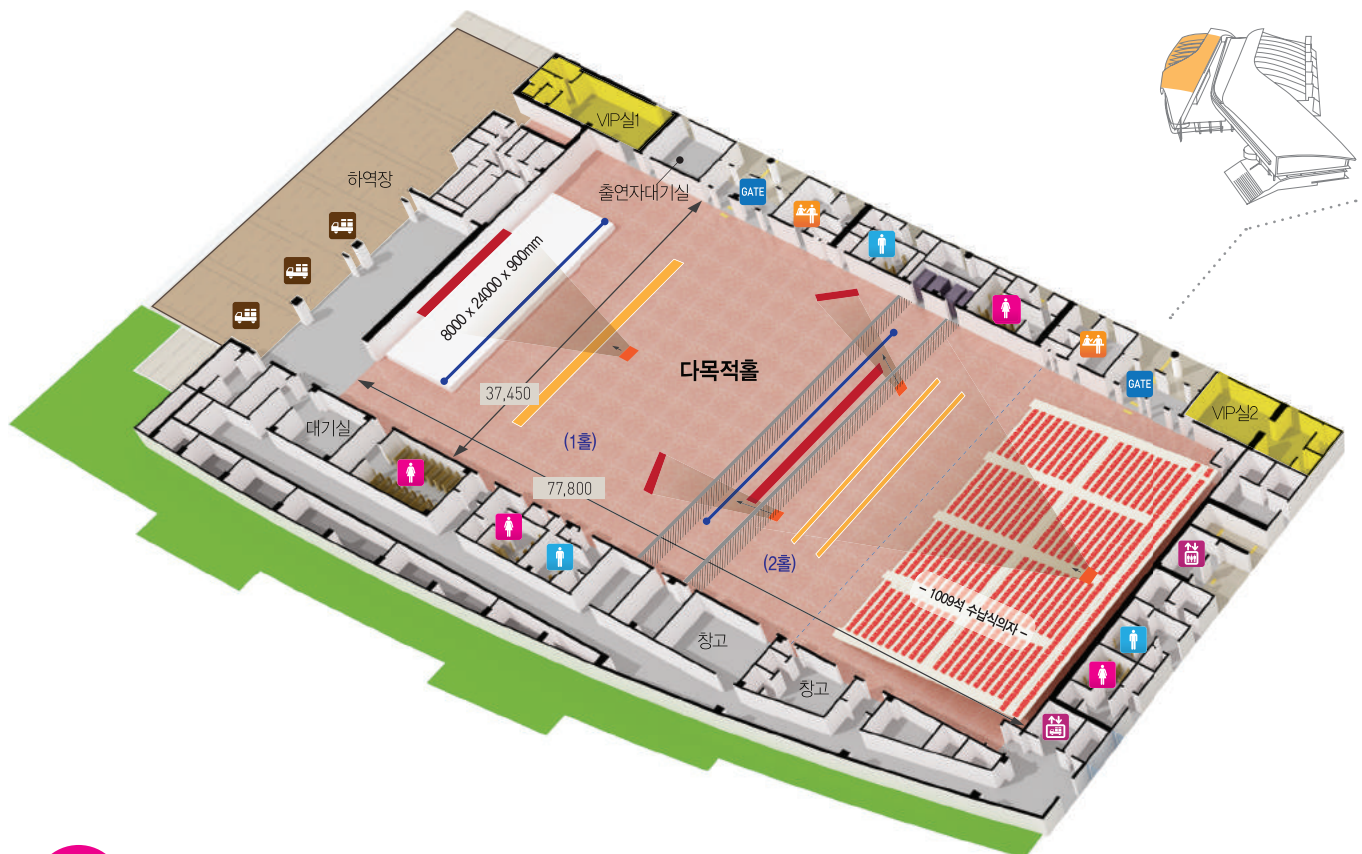 VIP실1
하역장
출연자대기실
GATE
8000 x 24000 x 900mm
다목적홀
37,450
GATE
VIP실2
대기실
(1홀)
77,800
(2홀)
- 1009석 수납식의자 -
창고
창고